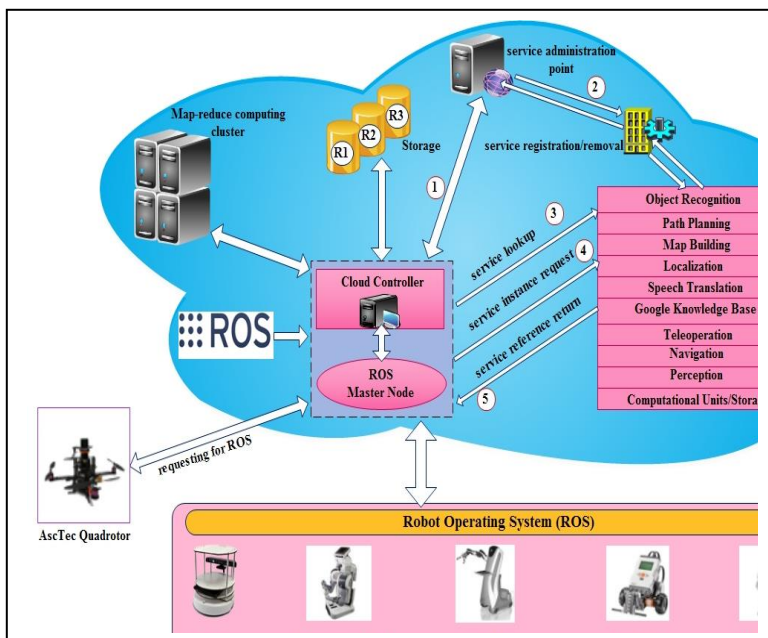 service administration
point
2
Map-reduce computing
cluster
R1
R2
R3
Storage
service registration/removal
1
Object Recognition
Path Planning
Map Building
Localization
Speech Translation
Google Knowledge Base
Teleoperation
Navigation
Perception
Computational Units/Stora
service lookup
3
service instance request
4
service reference return
5
Cloud Controller
ROS
Master Node
ROS
requesting for ROS
AscTec Quadrotor
Robot Operating System (ROS)